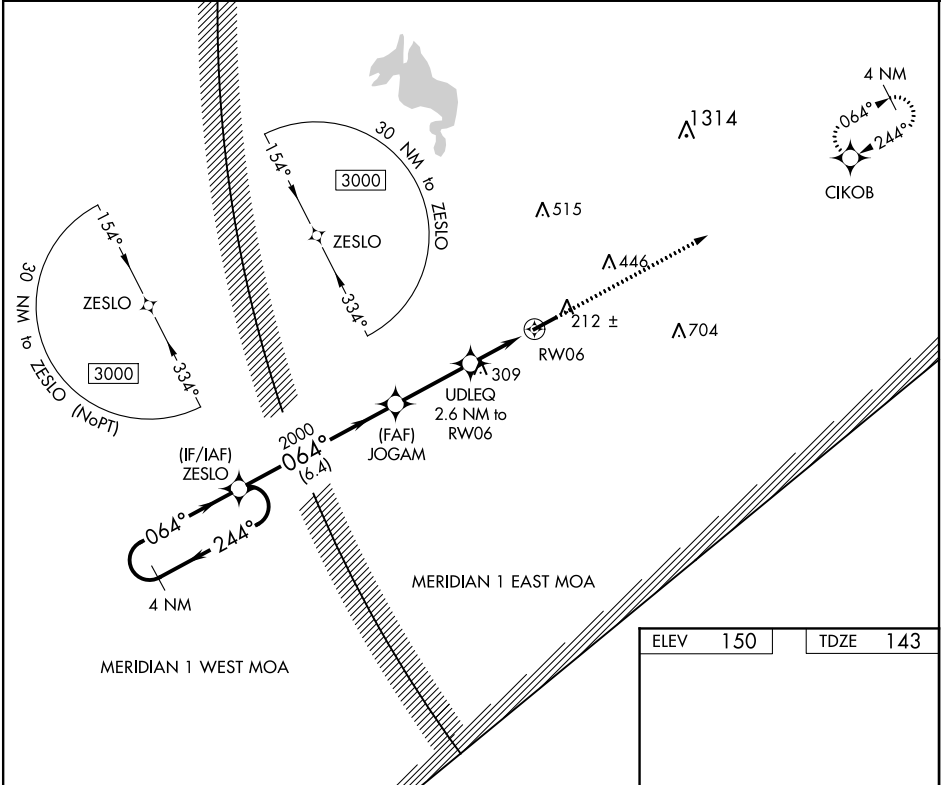 4 NM
064°
244°
CIKOB
1314
30 NM to ZESLO
154°
3000
ZESLO
334°
515
446
212 ±
704
RW06
30 NM to ZESLO (NoPT)
154°
ZESLO
3000
334°
309
UDLEQ
2.6 NM to
RW06
(FAF)
JOGAM
2000
064°
(6.4)
(IF/IAF)
ZESLO
064°
244°
4 NM
MERIDIAN 1 EAST MOA
MERIDIAN 1 WEST MOA
ELEV 150
TDZE 143